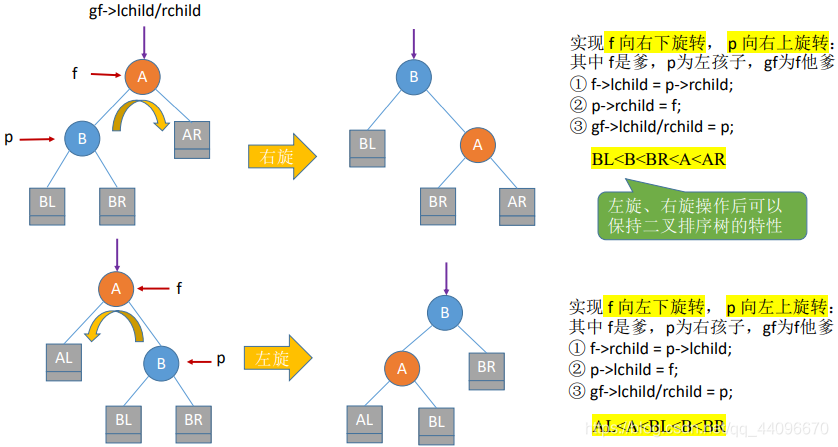 gf->lchild/rchild
f
A
p
B
AR
BL
BR
右旋
B
BL
A
BR
AR
实现 f 向右下旋转， p 向右上旋转：
其中 f是爹，p为左孩子，gf为f他爹
① f->lchild = p->rchild;
② p->rchild = f;
③ gf->lchild/rchild = p;
BL<B<BR<A<AR
左旋、右旋操作后可以
保持二叉排序树的特性
A
f
AL
B
p
BL
BR
左旋
B
A
BR
AL
BL
实现 f 向左下旋转， p 向左上旋转：
其中 f是爹，p为右孩子，gf为f他爹
① f->rchild = p->lchild;
② p->lchild = f;
③ gf->lchild/rchild = p;
AL<A<BL<B<BR